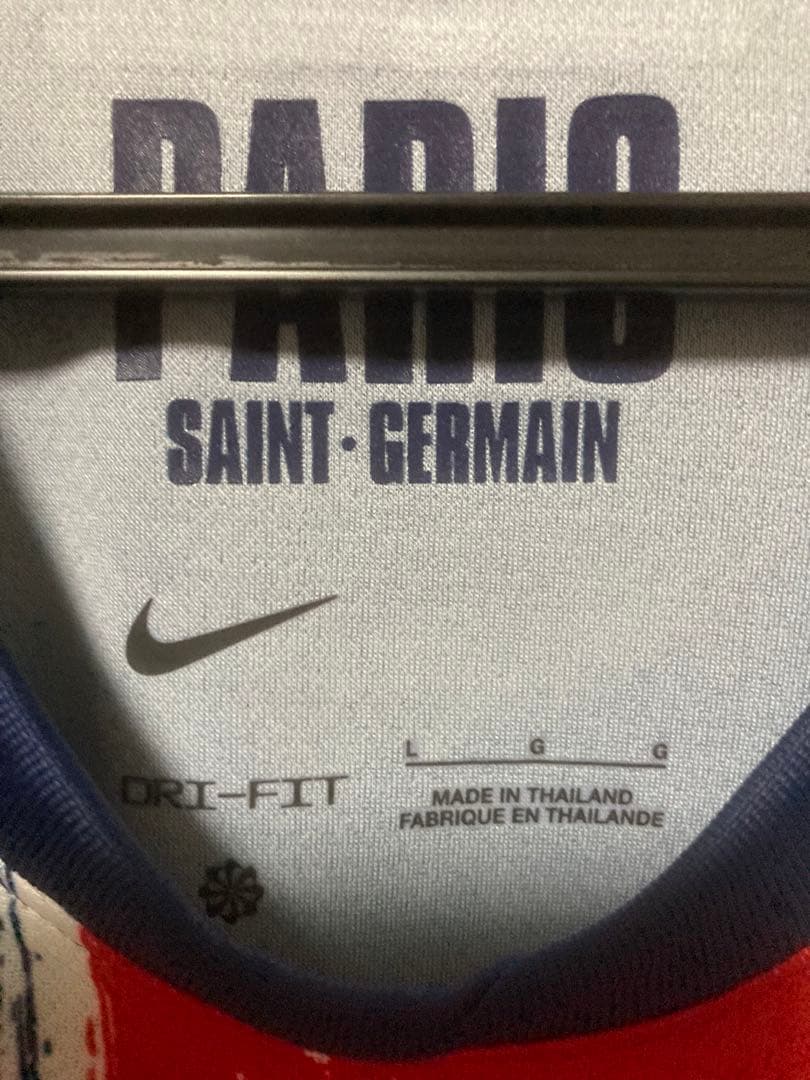 PARIS
SAINT·GERMAIN
L G G
DRI-FIT
MADE IN THAILAND
FABRIQUE EN THAILANDE